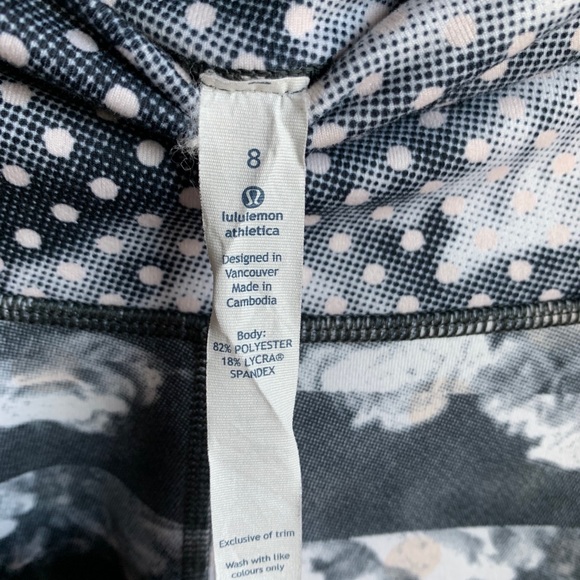 8
lululemon
athletica
Designed in
Vancouver
Made in
Cambodia
Body:
82% POLYESTER
18% LYCRA®
SPANDEX
Exclusive of trim
Wash with like
colours only